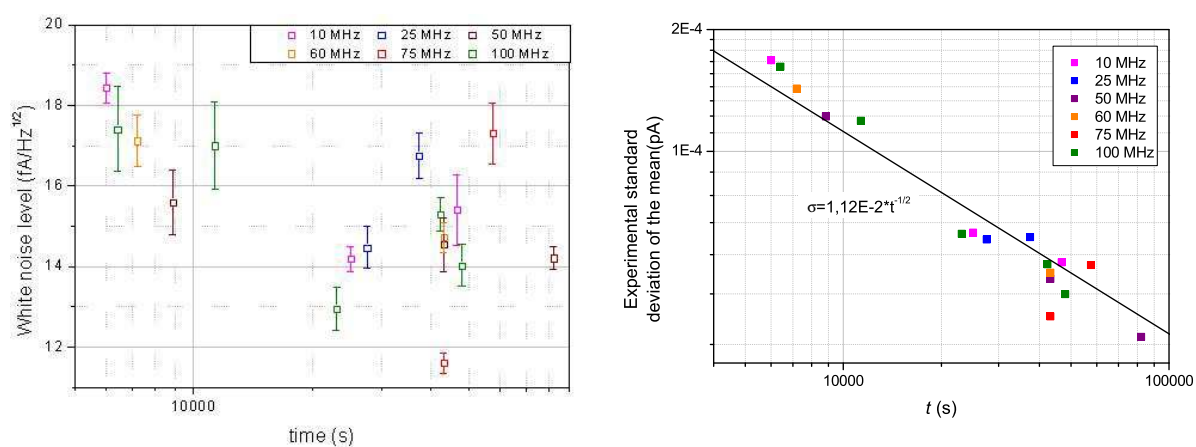 20
18
16
14
12
White noise level (fA/Hz^1/2)
10 MHz 25 MHz 50 MHz
60 MHz 75 MHz 100 MHz
10000
time (s)
2E-4
1E-4
Experimental standard
deviation of the mean(pA)
10 MHz
25 MHz
50 MHz
60 MHz
75 MHz
100 MHz
σ=1,12E-2*t^-1/2
10000 100000
t (s)